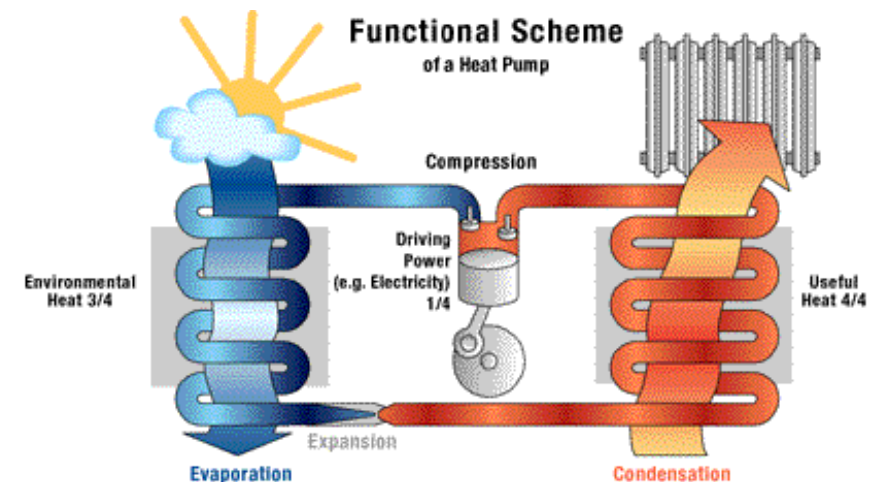 Functional Scheme
of a Heat Pump
Compression
Driving
Power
(e.g. Electricity)
1/4
Environmental
Heat 3/4
Useful
Heat 4/4
Expansion
Evaporation
Condensation